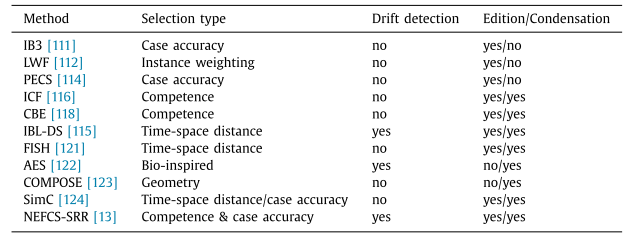 Method Selection type Drift detection Edition/Condensation
IB3 [111] Case accuracy no yes/no
LWF [112] Instance weighting no yes/no
PECS [114] Case accuracy no yes/no
ICF [116] Competence no yes/yes
CBE [118] Competence no yes/yes
IBL-DS [115] Time-space distance yes yes/yes
FISH [121] Time-space distance no yes/yes
AES [122] Bio-inspired yes no/yes
COMPOSE [123] Geometry no no/yes
SimC [124] Time-space distance/case accuracy no yes/yes
NEFCS-SRR [13] Competence & case accuracy yes yes/yes